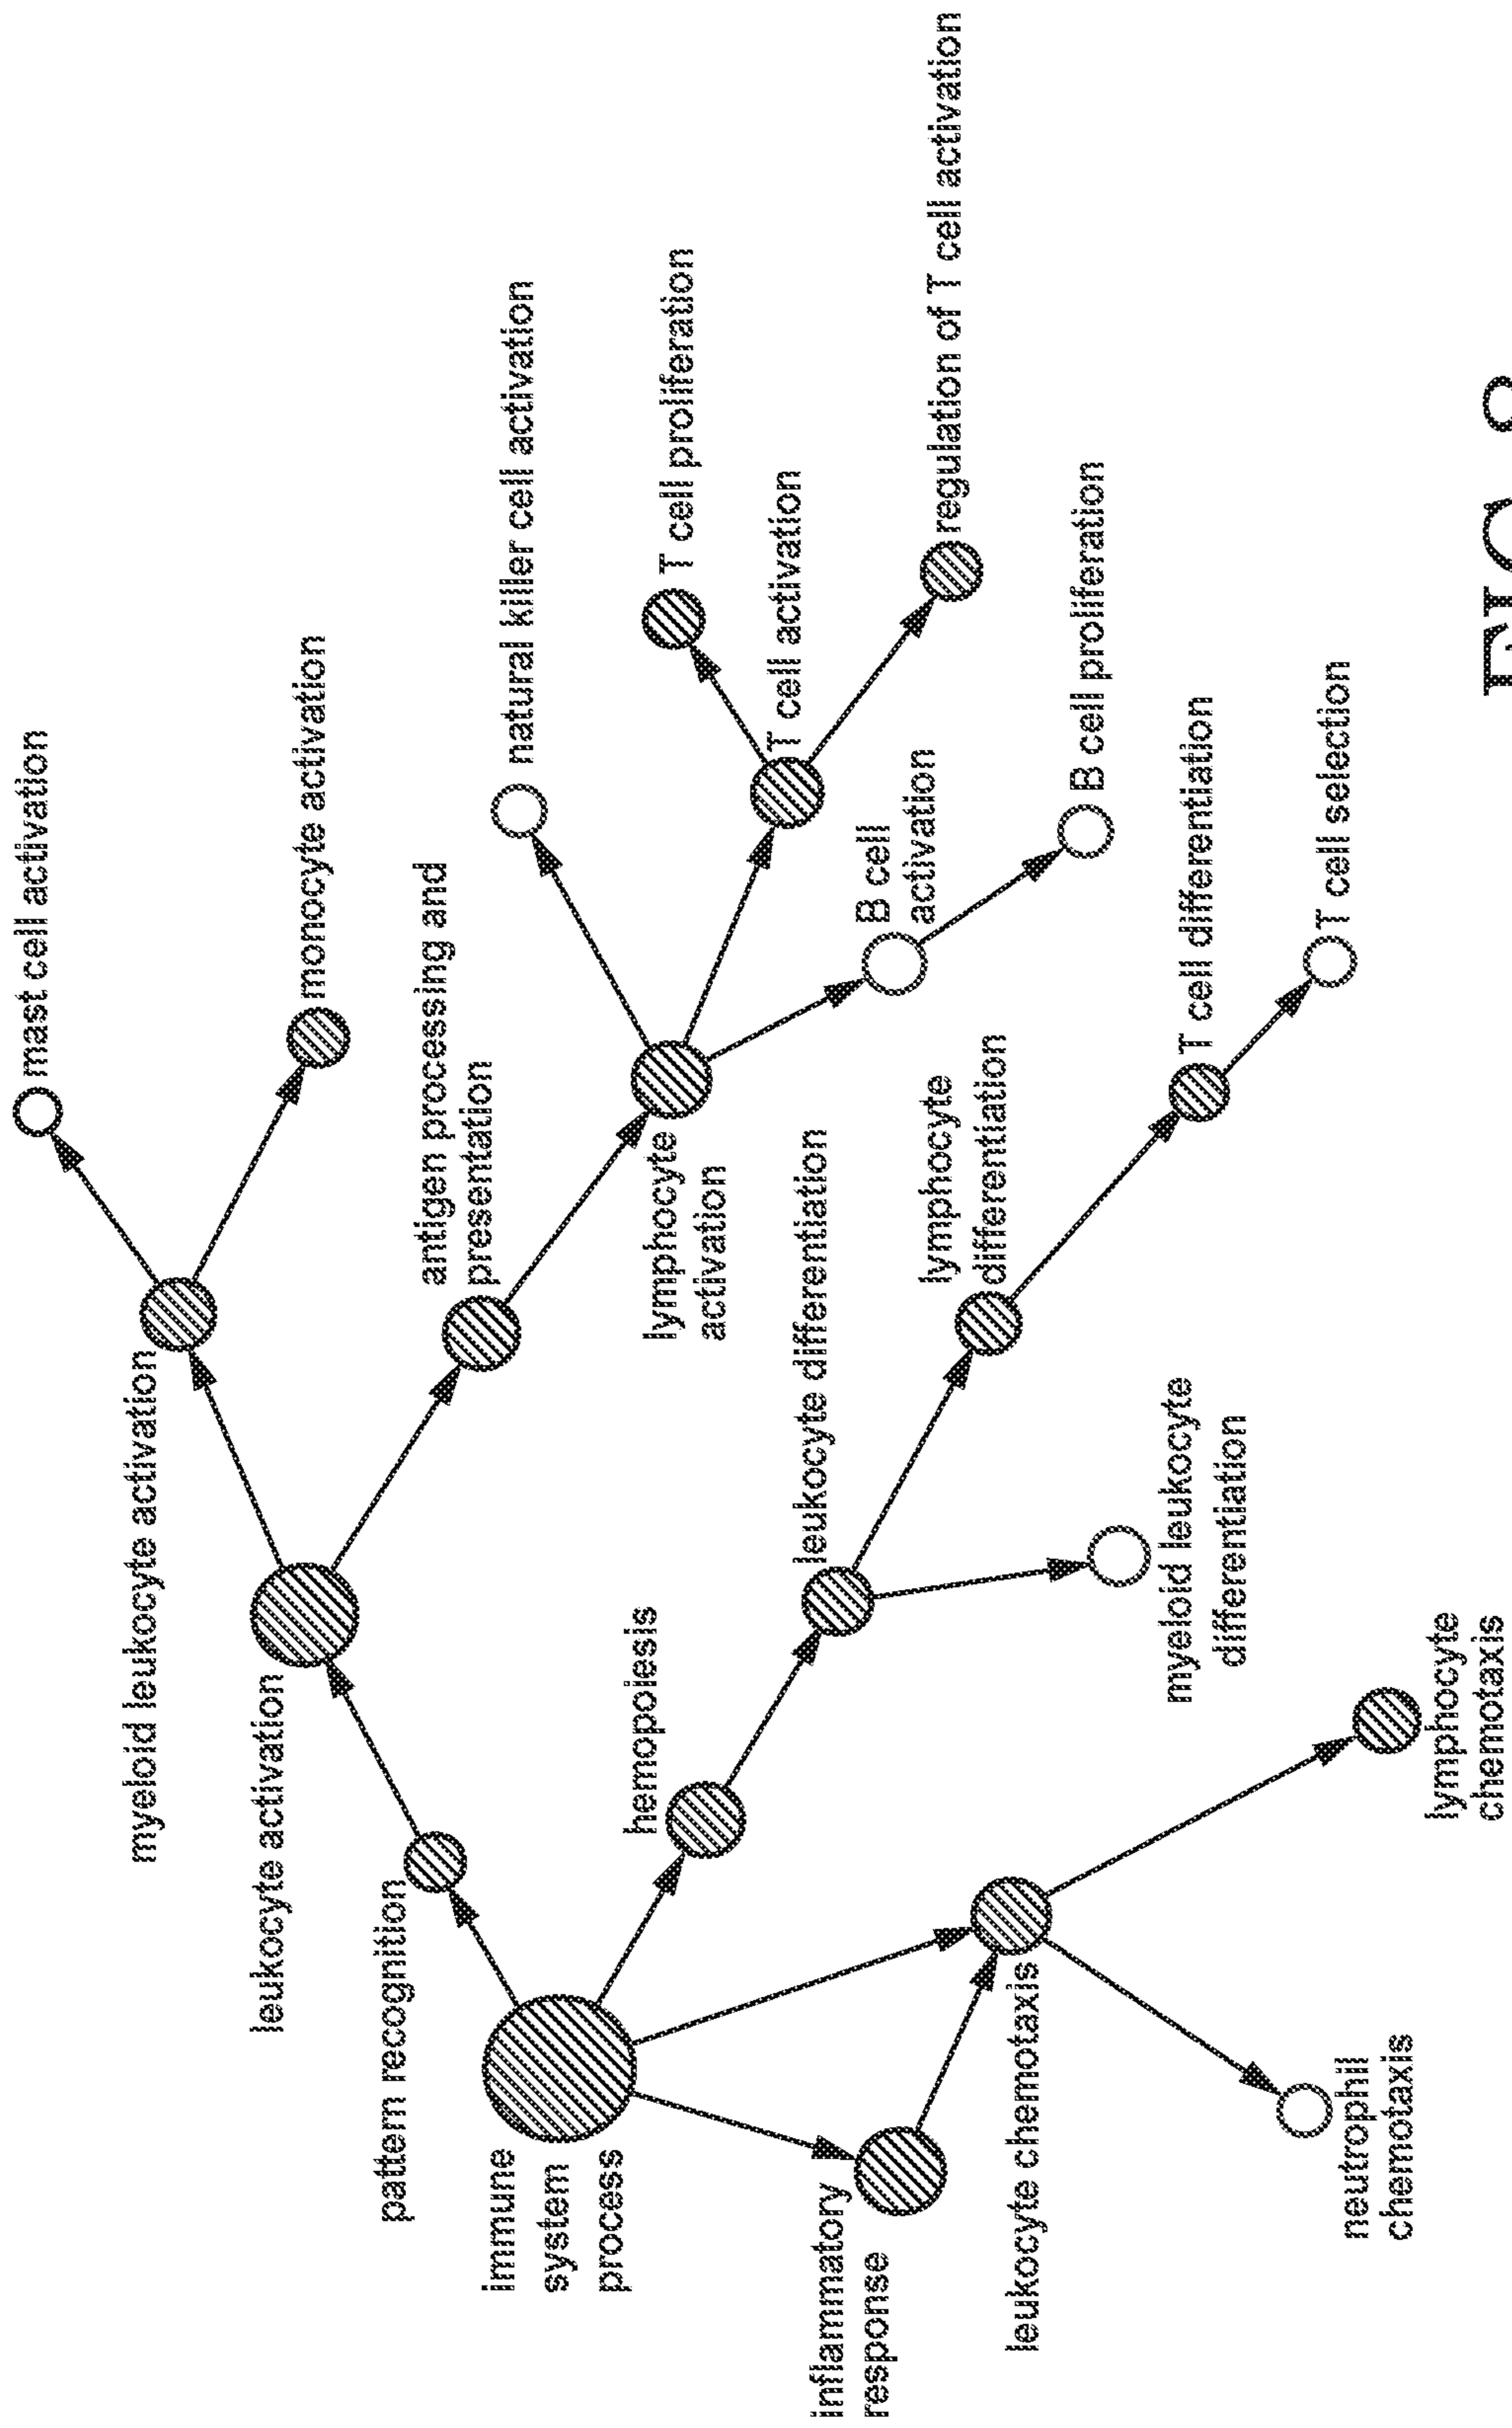 mast cell activation
myeloid leukocyte activation
leukocyte activation
monocyte activation
pattern recognition
antigen processing and
presentation
immune
system
process
natural killer cell activation
hemopoiesis
lymphocyte
activation
T cell proliferation
T cell activation
leukocyte differentiation
inflammatory
response
B cell
activation
lymphocyte
differentiation
regulation of T cell activation
leukocyte chemotaxis
B cell proliferation
myeloid leukocyte
differentiation
T cell differentiation
T cell selection
neutrophil
chemotaxis
lymphocyte
chemotaxis